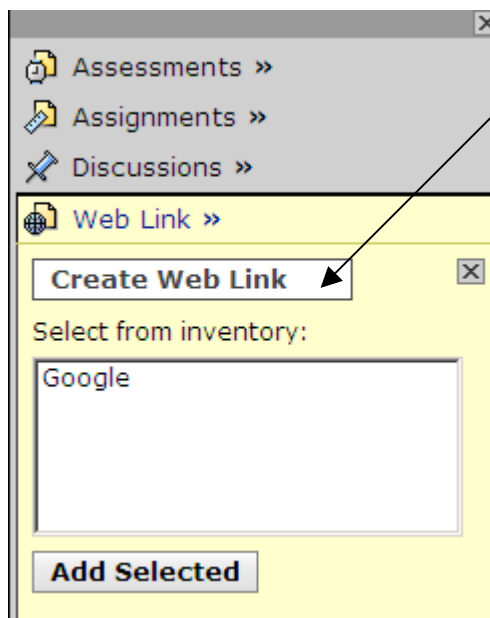 Assessments »
Assignments »
Discussions »
Web Link »
Create Web Link
Select from inventory:
Google
Add Selected